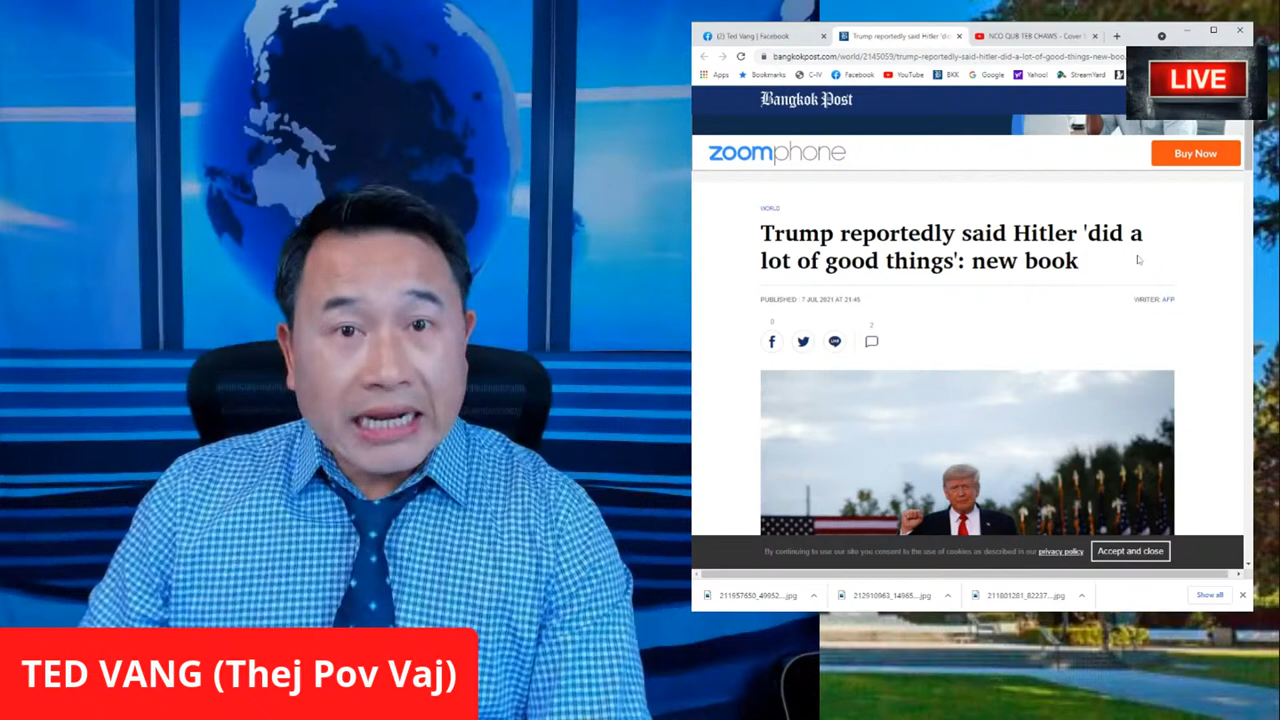 (2) Ted Vang | Facebook
Trump reportedly said Hitler 'di
NCO QUB TEB CHAWS - Cover
bangkokpost.com/world/2145059/trump-reportedly-said-hitler-did-a-lot-of-good-things-new-boo...
Apps Bookmarks C-IV Facebook YouTube BKK Google Yahoo! StreamYard
LIVE
Bangkok Post
zoomphone
Buy Now
WORLD
Trump reportedly said Hitler 'did a
lot of good things': new book
PUBLISHED : 7 JUL 2021 AT 21:45
WRITER: AFP
0
2
By continuing to use our site you consent to the use of cookies as described in our privacy policy
Accept and close
211957650_49952....jpg
212910963_14965....jpg
211801281_82237....jpg
Show all
TED VANG (Thej Pov Vaj)